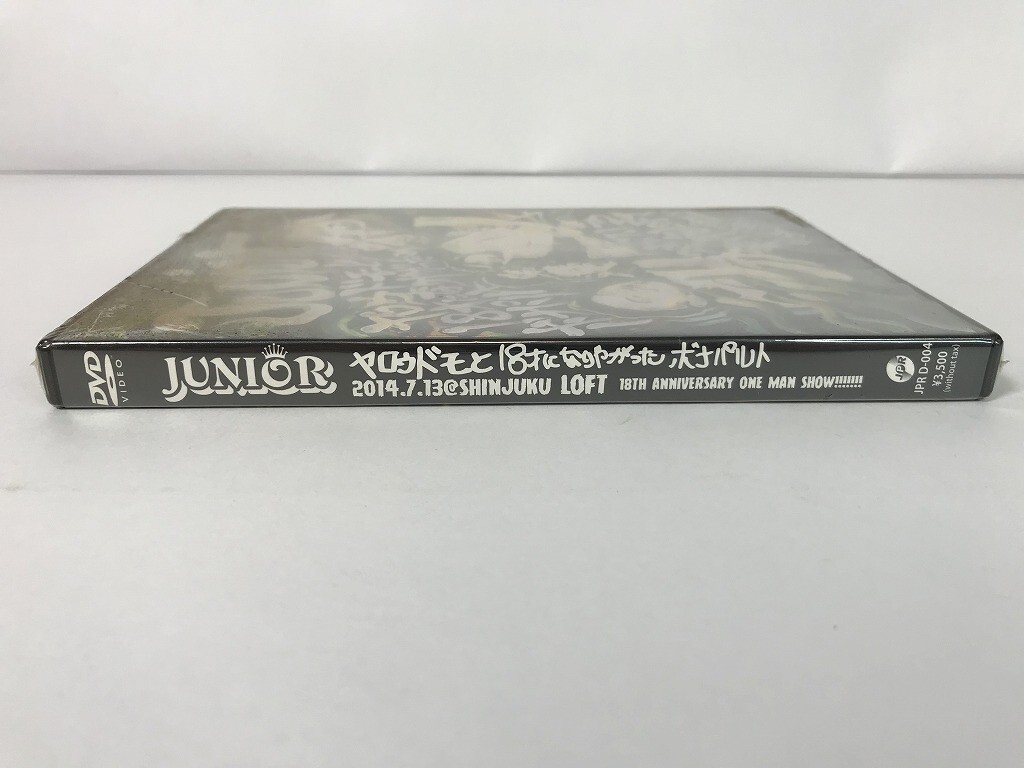 DVD
VIDEO
JUNIOR
ヤロウドモと 18才になりやがった ボナパルト
2014.7.13@SHINJUKU LOFT 18TH ANNIVERSARY ONE MAN SHOW!!!!!!!
JPR
JPR D-004
¥3,500
(without tax)